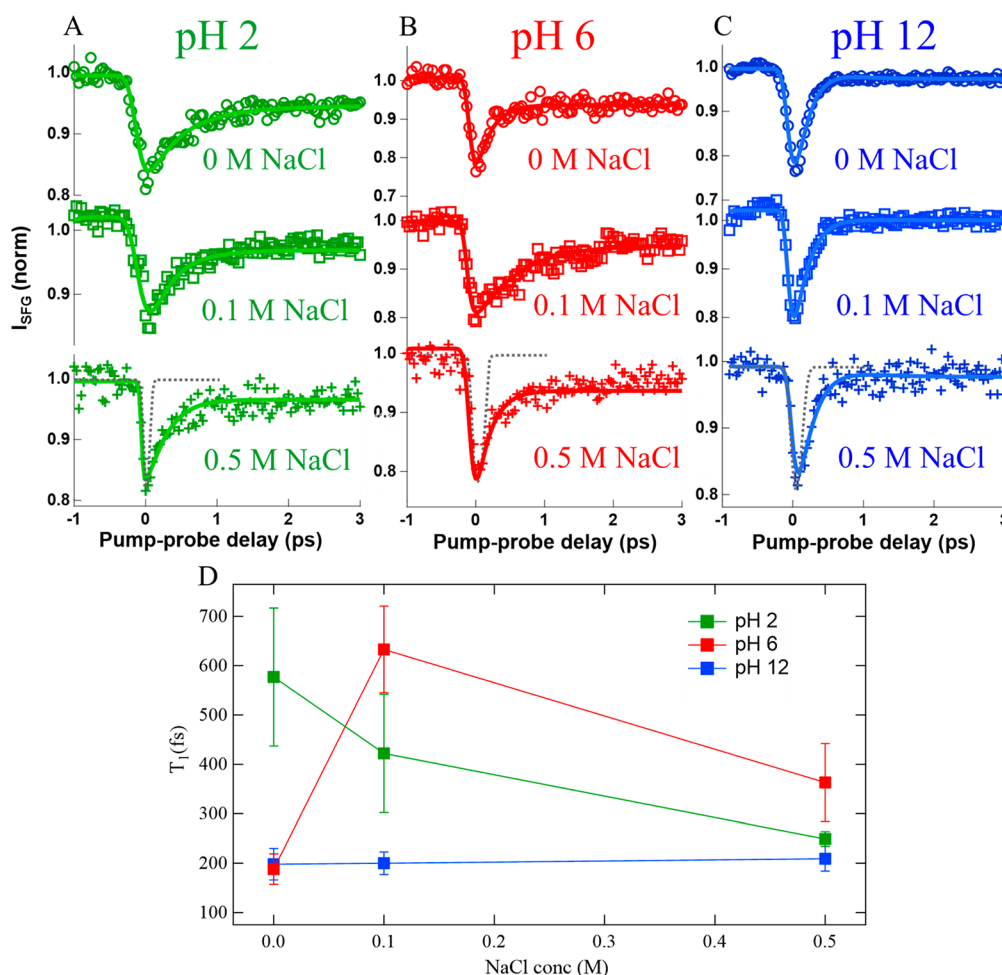 A
pH 2
B
pH 6
C
pH 12
I_SFG (norm)
1.0
0.9
0.8
0 M NaCl
1.0
0.9
0.8
0.7
0 M NaCl
1.0
0.9
0.8
0.7
0 M NaCl
1.0
0.9
0.1 M NaCl
1.0
0.9
0.8
0.1 M NaCl
1.0
0.9
0.8
0.1 M NaCl
1.0
0.9
0.8
0.5 M NaCl
1.0
0.9
0.8
0.5 M NaCl
1.0
0.9
0.8
0.5 M NaCl
-1 0 1 2 3
Pump-probe delay (ps)
-1 0 1 2 3
Pump-probe delay (ps)
-1 0 1 2 3
Pump-probe delay (ps)
D
T1(fs)
700
600
500
400
300
200
100
pH 2
pH 6
pH 12
0.0 0.1 0.2 0.3 0.4 0.5
NaCl conc (M)